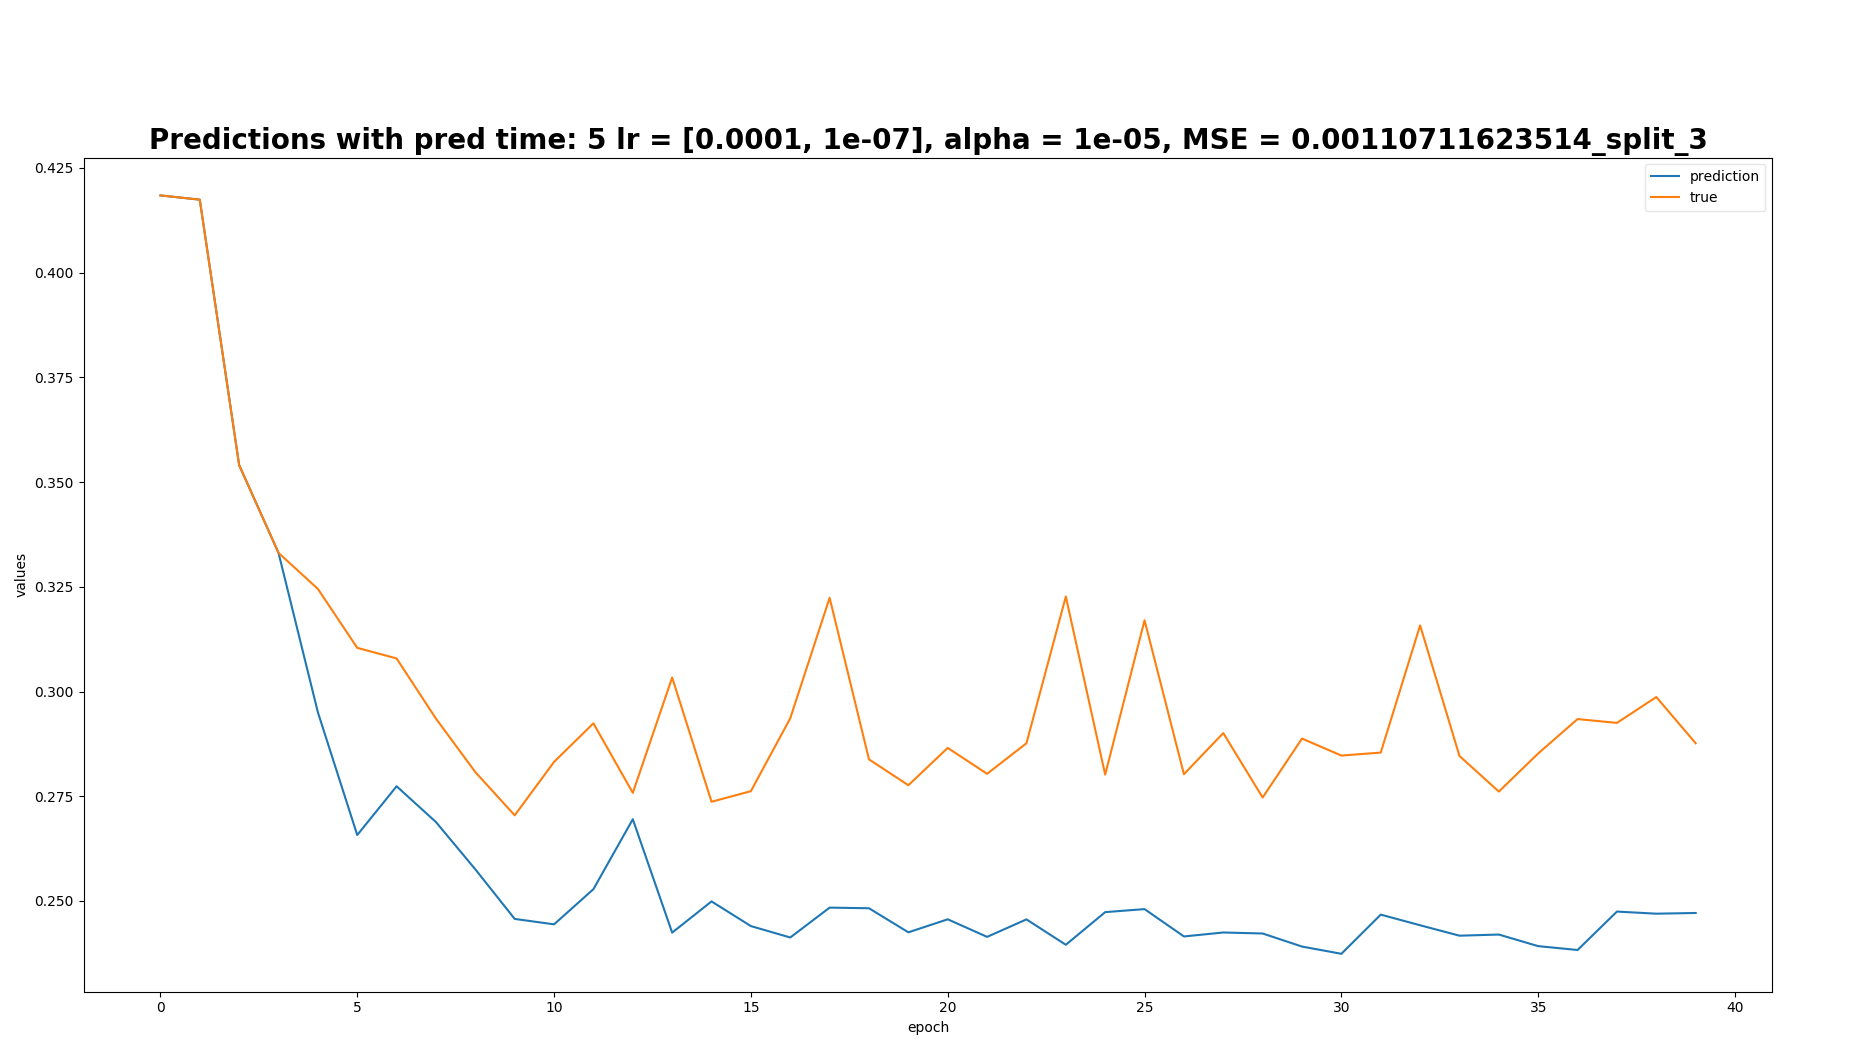 Predictions with pred time: 5 lr = [0.0001, 1e-07], alpha = 1e-05, MSE = 0.00110711623514_split_3
prediction
true
values
0.425
0.400
0.375
0.350
0.325
0.300
0.275
0.250
0 5 10 15 20 25 30 35 40
epoch